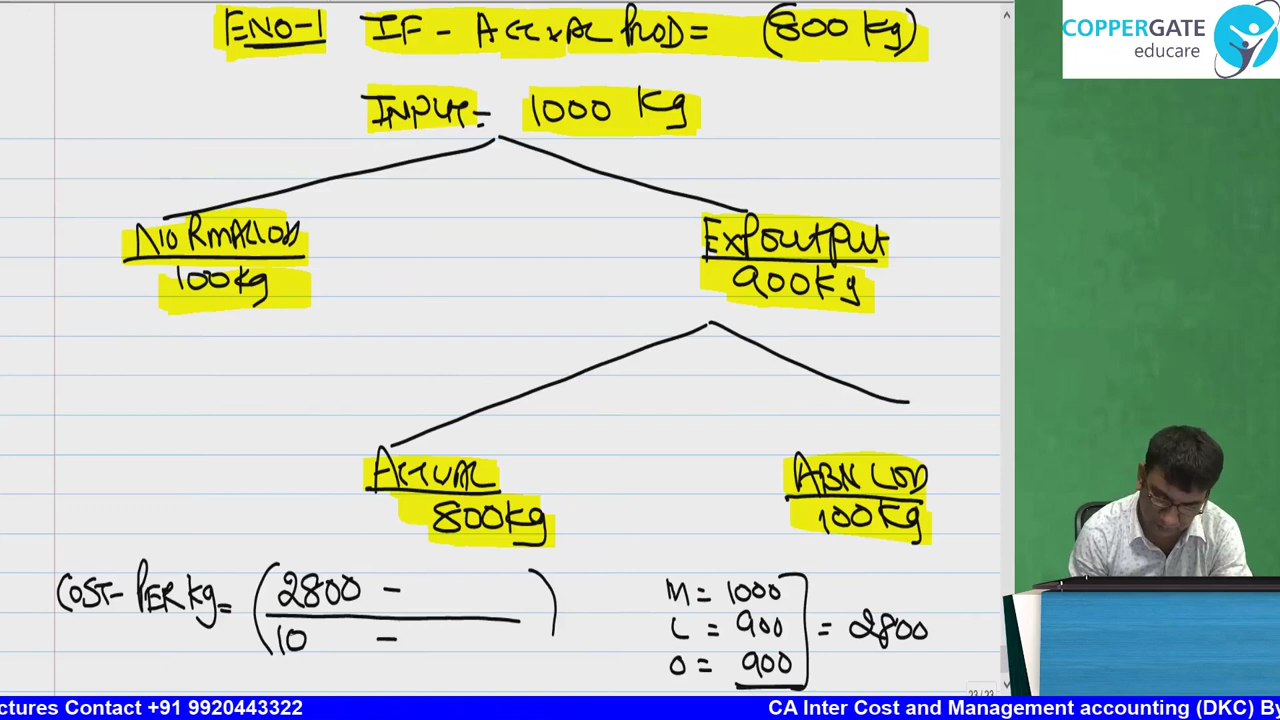 ENO-1 IF - ACTUAL PROD = (800 kg)
INPUT = 1000 Kg
NORMAL LOSS
100 kg
EXP OUTPUT
900 kg
ACTUAL
800 kg
ABN LOSS
100 Kg
COST- PER kg = (2800 -
10 -)
M = 1000
L = 900 = 2800
O = 900
23/23
COPPERGATE
educare
ctures Contact +91 9920443322
CA Inter Cost and Management accounting (DKC) By